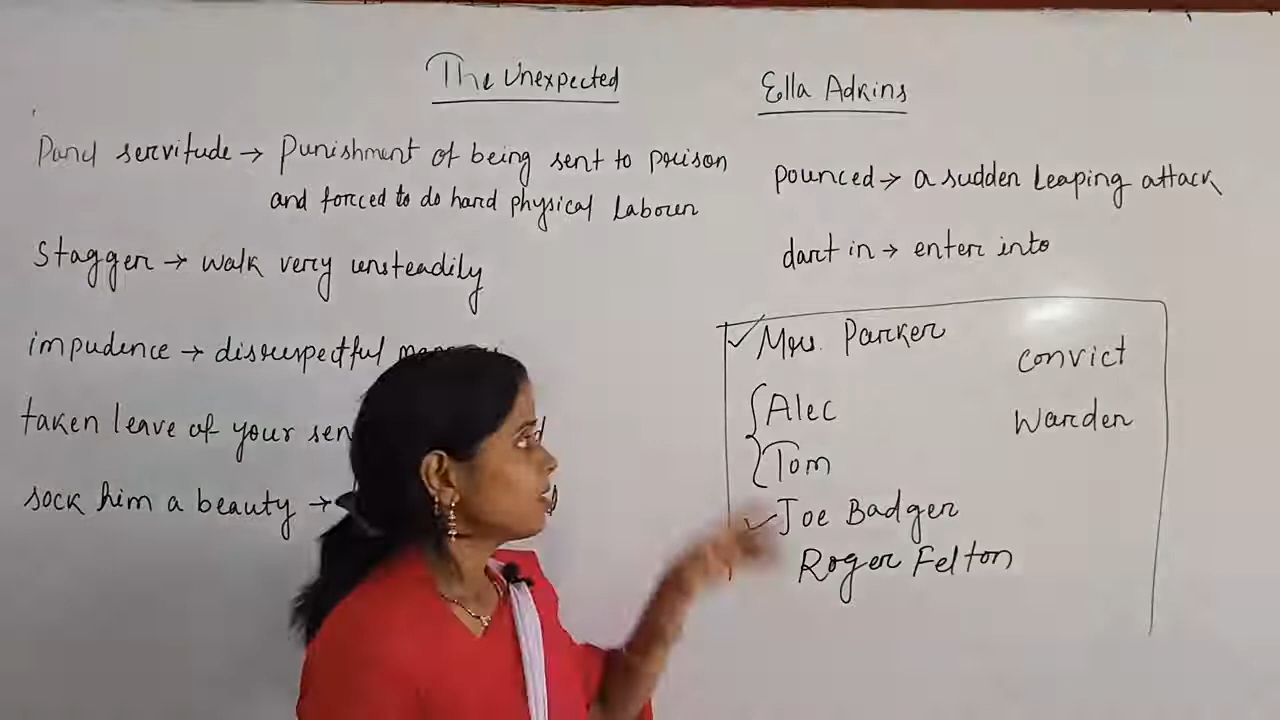 The Unexpected
Ella Adkins
servitude → Punishment of being sent to prison
and forced to do hard physical Labour
Stagger → walk very unsteadily
impudence → disrespectful
taken leave of your
sock him a beauty →
pounced → a sudden leaping attack
dart in → enter into
Mrs. Parker
Alec
Tom
Joe Badger
Roger Felton
convict
Warden